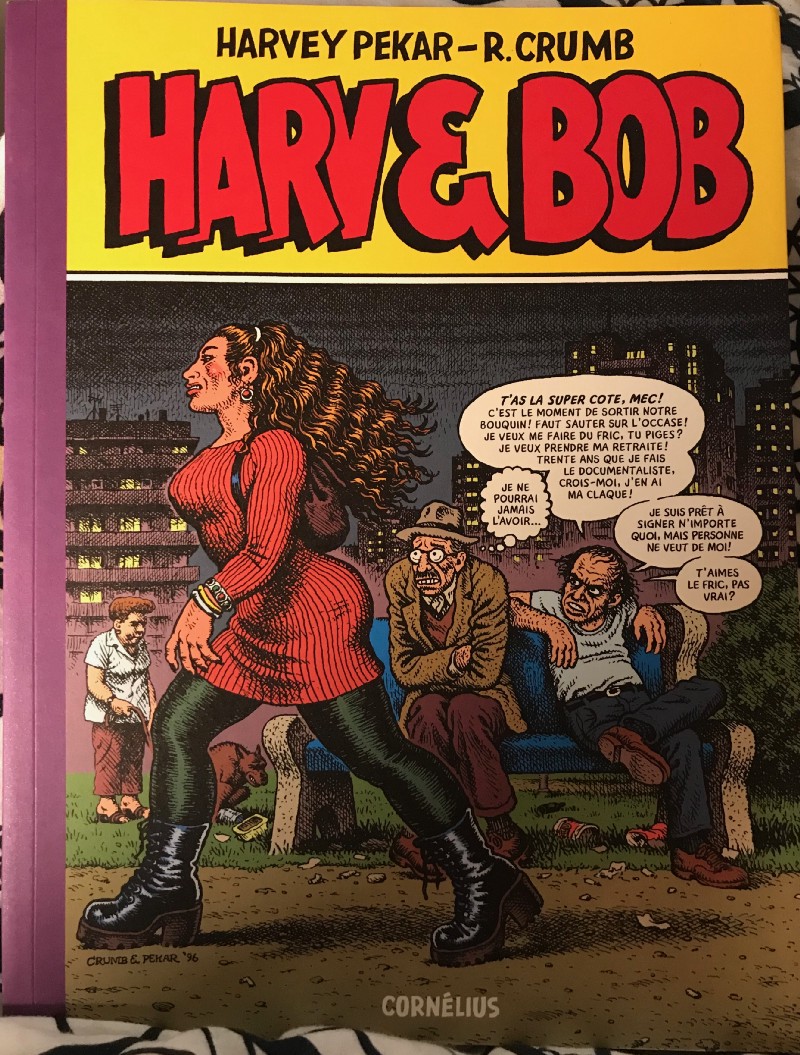 HARVEY PEKAR – R. CRUMB
HARV & BOB
T'AS LA SUPER COTE, MEC!
C'EST LE MOMENT DE SORTIR NOTRE
BOUQUIN! FAUT SAUTER SUR L'OCCASE!
JE VEUX ME FAIRE DU FRIC, TU PIGES?
JE VEUX PRENDRE MA RETRAITE!
TRENTE ANS QUE JE FAIS
LE DOCUMENTALISTE,
CROIS-MOI, J'EN AI
MA CLAQUE!
JE NE
POURRAI
JAMAIS
L'AVOIR...
JE SUIS PRÊT À
SIGNER N'IMPORTE
QUOI, MAIS PERSONNE
NE VEUT DE MOI!
T'AIMES
LE FRIC, PAS
VRAI?
CRUMB & PEKAR '96
CORNÉLIUS